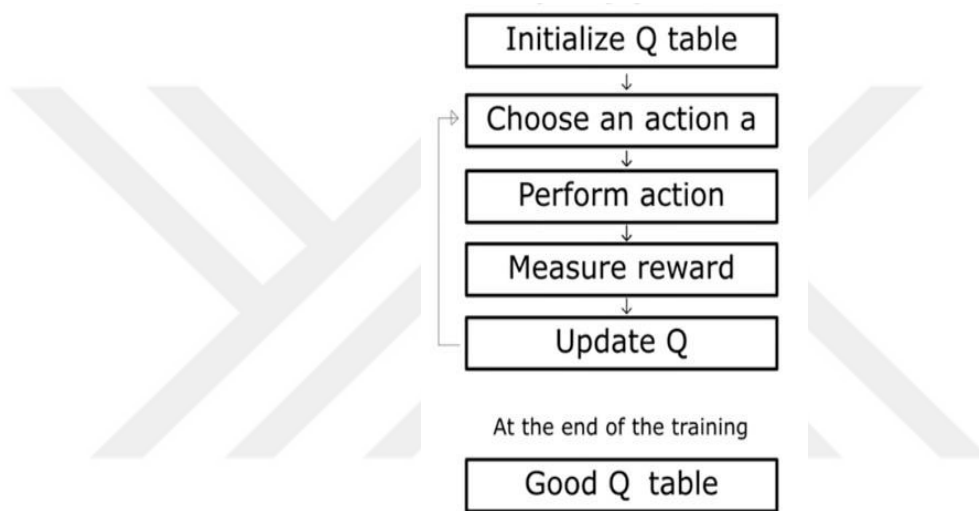 Initialize Q table
Choose an action a
Perform action
Measure reward
Update Q
At the end of the training
Good Q table